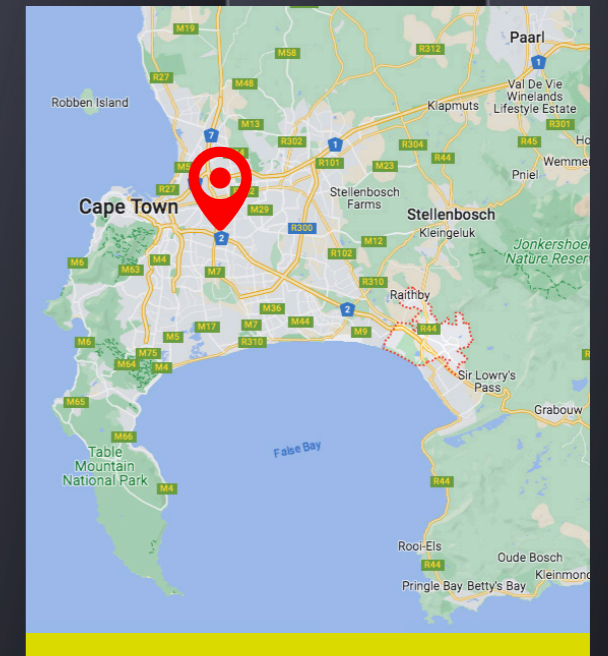 M19
R312
Paarl
M58
1
R27
M48
Val De Vie
Winelands
Lifestyle Estate
Robben Island
Klapmuts
R301
7
M13
R302
1
R304
R45
R101
R44
M23
Wemme
Pniel
R27
Stellenbosch
Farms
Cape Town
M29
Stellenbosch
R300
Kleingeluk
2
M12
Jonkershoe
Nature Reser
M4
R102
M6
M63
M7
R310
Raithby
M36
2
M17
M7
M44
R44
M5
R310
M9
M6
M75
M64
M4
Sir Lowry's
Pass
M65
Grabouw
M66
False Bay
Table
Mountain
National Park
R44
M4
Rooi-Els
Oude Bosch
R44
Kleinmond
Pringle Bay
Betty's Bay